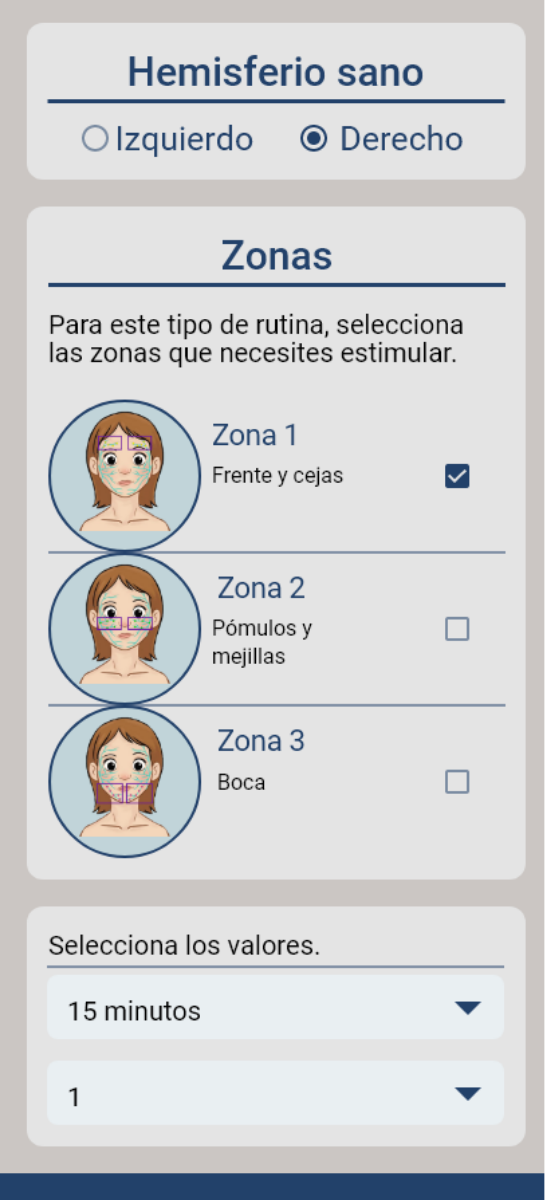 Hemisferio sano
Izquierdo Derecho
Zonas
Para este tipo de rutina, selecciona
las zonas que necesites estimular.
Zona 1
Frente y cejas
Zona 2
Pómulos y
mejillas
Zona 3
Boca
Selecciona los valores.
15 minutos
1